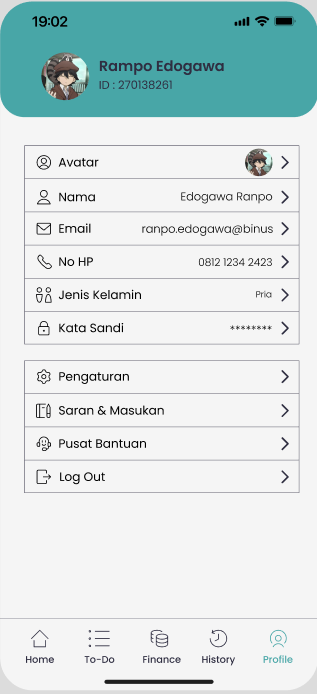 19:02
Rampo Edogawa
ID : 270138261
Avatar
Nama Edogawa Ranpo
Email ranpo.edogawa@binus
No HP 0812 1234 2423
Jenis Kelamin Pria
Kata Sandi ********
Pengaturan
Saran & Masukan
Pusat Bantuan
Log Out
Home To-Do Finance History Profile